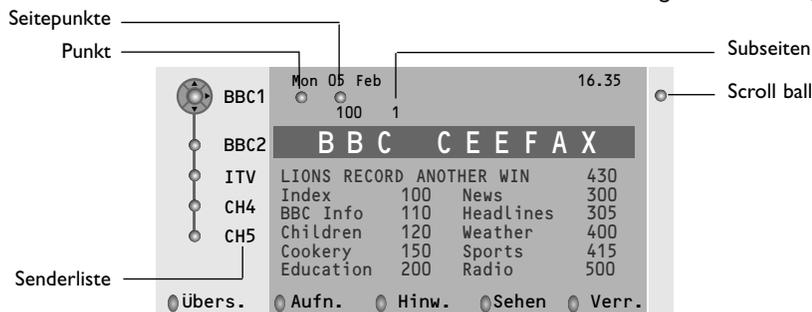 Seitepunkte
Punkt
Subseiten
Mon 05 Feb 16.35
Scroll ball
BBC1
100 1
BBC2
BBC CEEFAX
ITV
LIONS RECORD ANOTHER WIN 430
Index 100 News 300
CH4
BBC Info 110 Headlines 305
CH5
Children 120 Weather 400
Cookery 150 Sports 415
Education 200 Radio 500
Senderliste
Übers. Aufn. Hinw. Sehen Verr.